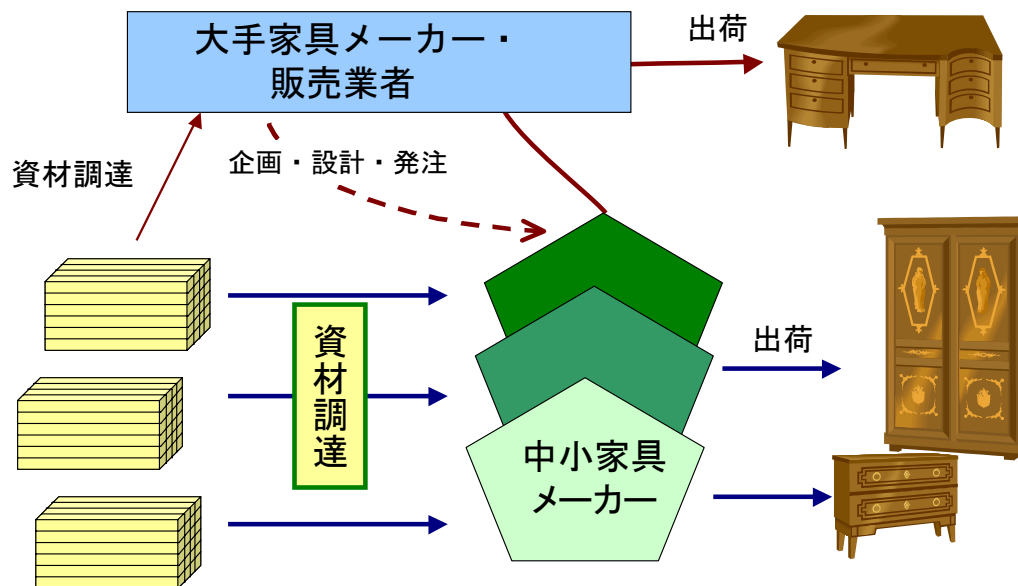 大手家具メーカー・
販売業者
出荷
企画・設計・発注
資材調達
資材調達
出荷
中小家具
メーカー